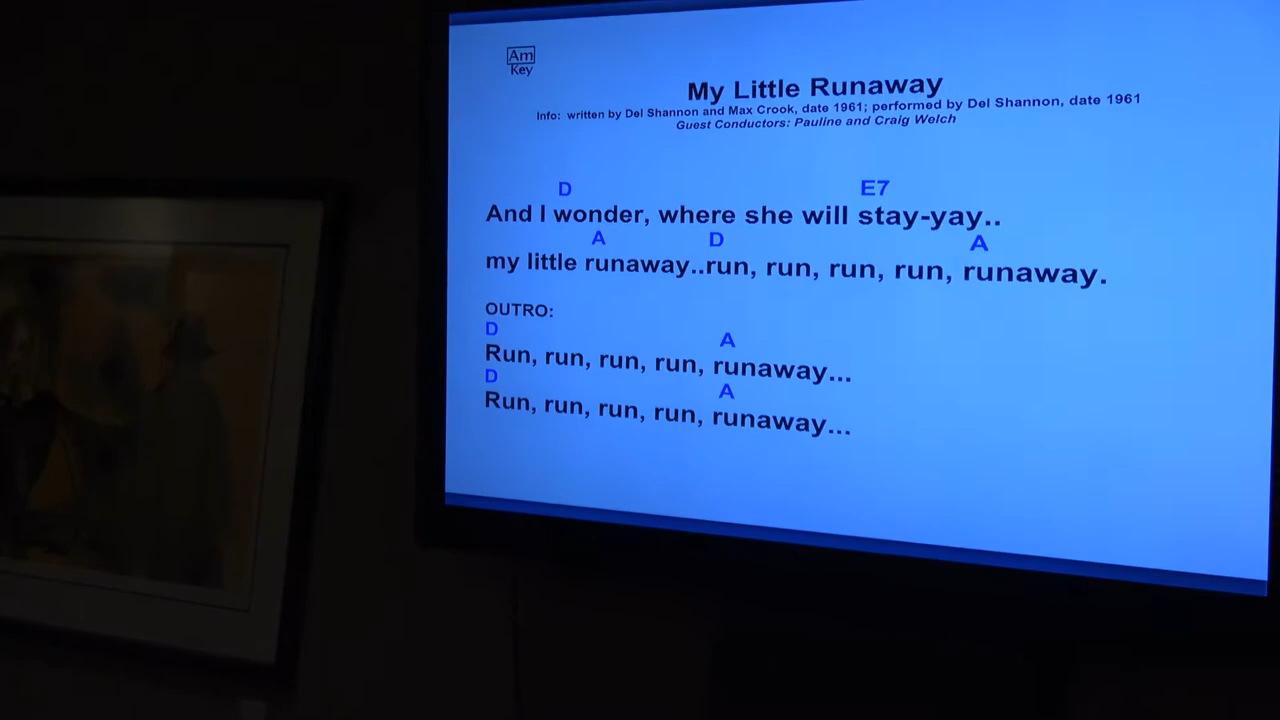 Am
Key
My Little Runaway
Info: written by Del Shannon and Max Crook, date 1961; performed by Del Shannon, date 1961
Guest Conductors: Pauline and Craig Welch
D E7
And I wonder, where she will stay-yay..
A D A
my little runaway..run, run, run, run, runaway.
OUTRO:
D A
Run, run, run, run, runaway...
D A
Run, run, run, run, runaway...